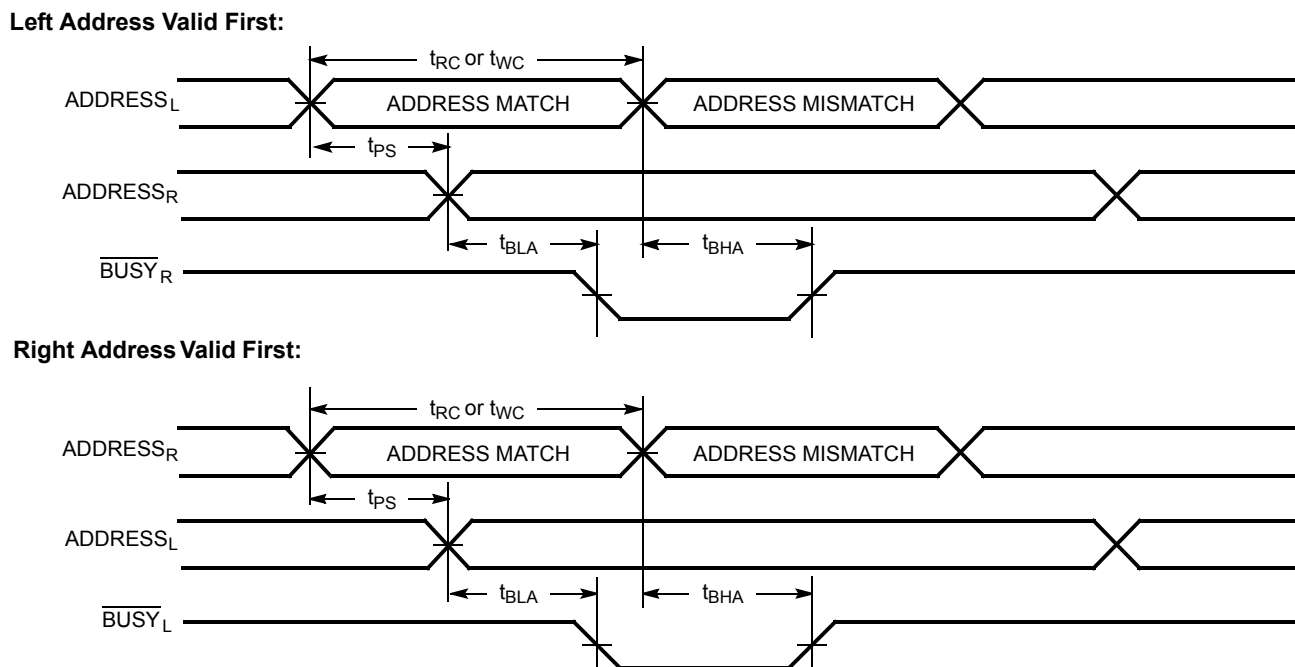 Left Address Valid First:
tRC or tWC
ADDRESSL
ADDRESS MATCH
ADDRESS MISMATCH
tPS
ADDRESSR
tBLA
tBHA
BUSYR
Right Address Valid First:
tRC or tWC
ADDRESSR
ADDRESS MATCH
ADDRESS MISMATCH
tPS
ADDRESSL
tBLA
tBHA
BUSYL